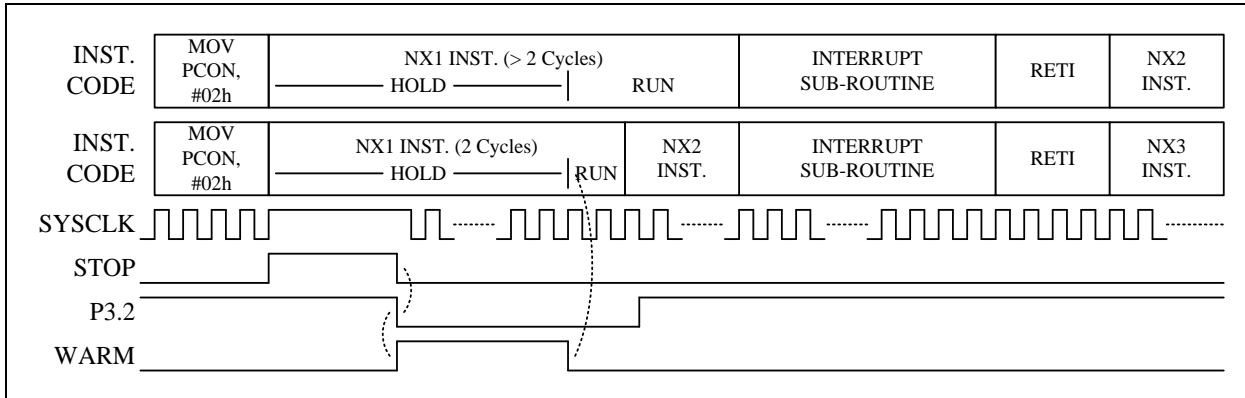 INST. CODE
MOV PCON, #02h
NX1 INST. (> 2 Cycles)
HOLD
RUN
INTERRUPT SUB-ROUTINE
RETI
NX2 INST.
INST. CODE
MOV PCON, #02h
NX1 INST. (2 Cycles)
HOLD
RUN
NX2 INST.
INTERRUPT SUB-ROUTINE
RETI
NX3 INST.
SYSCLK
STOP
P3.2
WARM